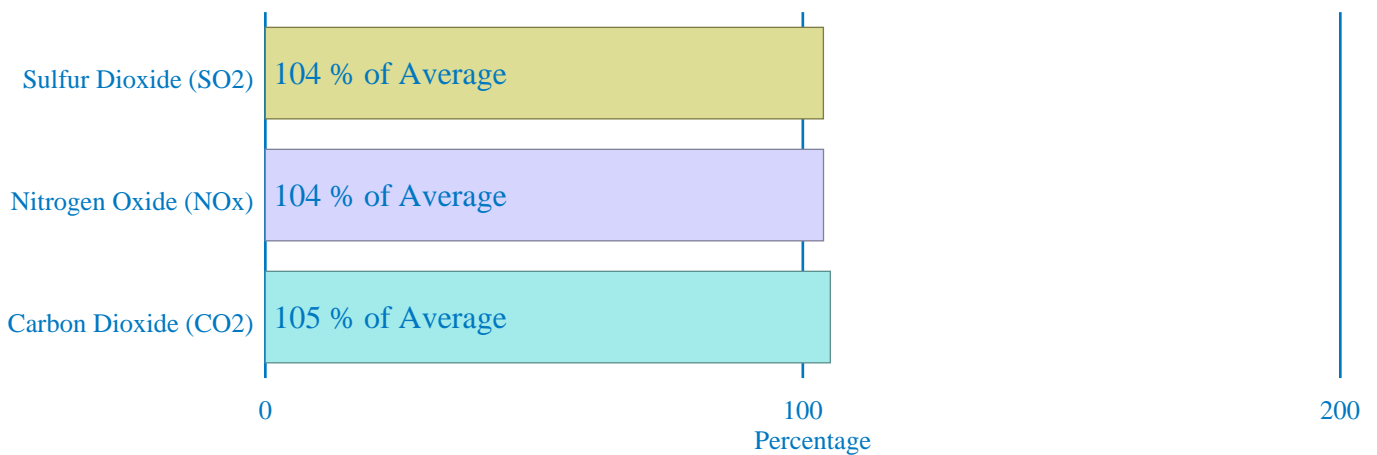 Sulfur Dioxide (SO2) 104 % of Average
Nitrogen Oxide (NOx) 104 % of Average
Carbon Dioxide (CO2) 105 % of Average
0 100 200
Percentage